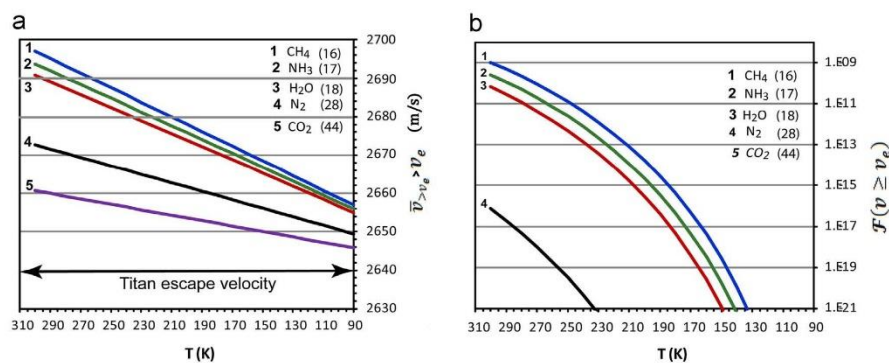 a
1
2
3
4
5
1 CH4 (16)
2 NH3 (17)
3 H2O (18)
4 N2 (28)
5 CO2 (44)
Titan escape velocity
2700
2690
2680
2670
2660
2650
2640
2630
v̄>ve > ve (m/s)
310 290 270 250 230 210 190 170 150 130 110 90
T (K)
b
1
2
3
4
1 CH4 (16)
2 NH3 (17)
3 H2O (18)
4 N2 (28)
5 CO2 (44)
1.E09
1.E11
1.E13
1.E15
1.E17
1.E19
1.E21
F(v ≥ ve)
310 290 270 250 230 210 190 170 150 130 110 90
T (K)